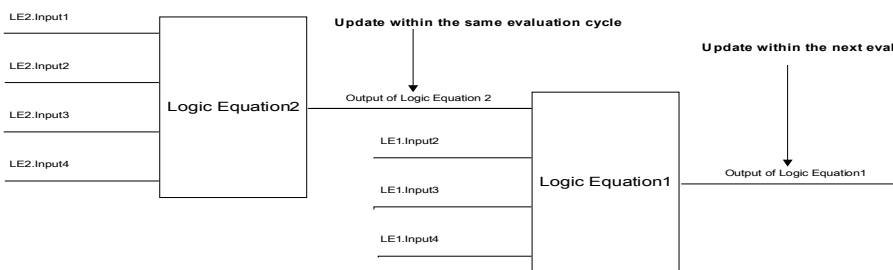 LE2.Input1
LE2.Input2
LE2.Input3
LE2.Input4
Logic Equation2
Update within the same evaluation cycle
Output of Logic Equation 2
LE1.Input2
LE1.Input3
LE1.Input4
Logic Equation1
Update within the next eval
Output of Logic Equation1